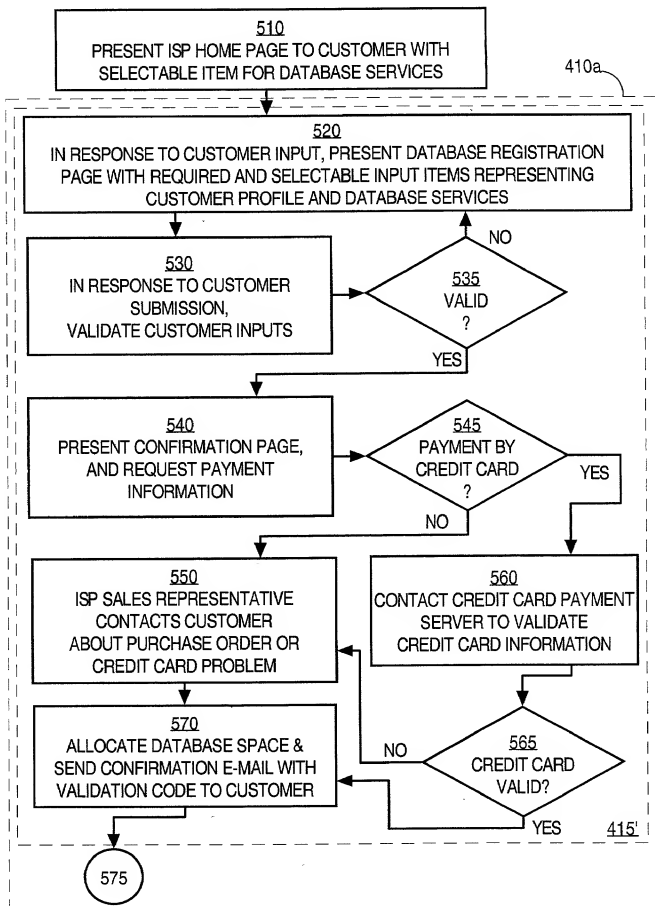 510
PRESENT ISP HOME PAGE TO CUSTOMER WITH
SELECTABLE ITEM FOR DATABASE SERVICES
410a
520
IN RESPONSE TO CUSTOMER INPUT, PRESENT DATABASE REGISTRATION
PAGE WITH REQUIRED AND SELECTABLE INPUT ITEMS REPRESENTING
CUSTOMER PROFILE AND DATABASE SERVICES
NO
530
IN RESPONSE TO CUSTOMER
SUBMISSION,
VALIDATE CUSTOMER INPUTS
535
VALID
?
YES
540
PRESENT CONFIRMATION PAGE,
AND REQUEST PAYMENT
INFORMATION
545
PAYMENT BY
CREDIT CARD
?
YES
NO
550
ISP SALES REPRESENTATIVE
CONTACTS CUSTOMER
ABOUT PURCHASE ORDER OR
CREDIT CARD PROBLEM
560
CONTACT CREDIT CARD PAYMENT
SERVER TO VALIDATE
CREDIT CARD INFORMATION
570
ALLOCATE DATABASE SPACE &
SEND CONFIRMATION E-MAIL WITH
VALIDATION CODE TO CUSTOMER
NO
565
CREDIT CARD
VALID?
YES
415'
575